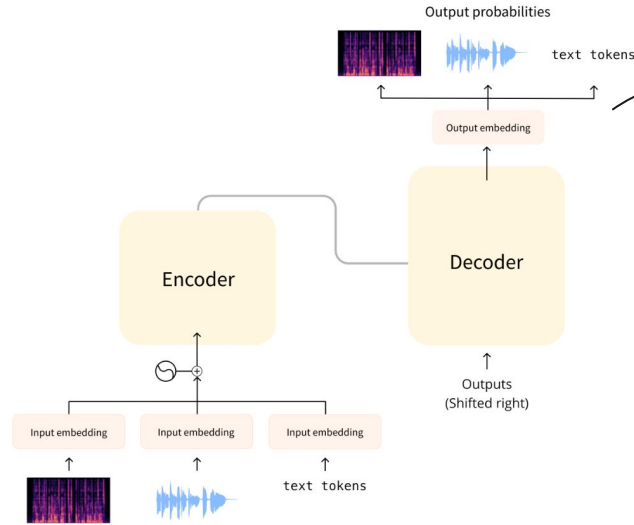 Output probabilities
text tokens
Output embedding
Encoder
Decoder
Outputs
(Shifted right)
Input embedding
Input embedding
Input embedding
text tokens